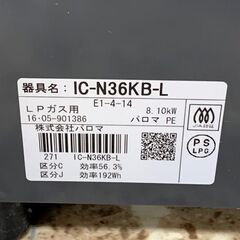 器具名: IC-N36KB-L
E1-4-14
LPガス用 8.10kW
16·05-901386 パロマ PE
株式会社パロマ
271 IC-N36KB-L
区分C 効率56.3%
区分J 効率192Wh
PS
LPG